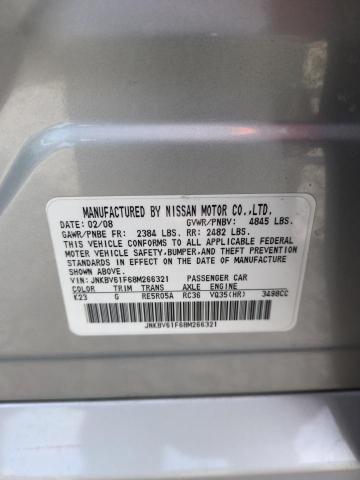 MANUFACTURED BY NISSAN MOTOR CO.,LTD.
DATE: 02/08 GVWR/PNBV: 4845 LBS.
GAWR/PNBE FR: 2384 LBS. RR: 2482 LBS.
THIS VEHICLE CONFORMS TO ALL APPLICABLE FEDERAL
MOTOR VEHICLE SAFETY, BUMPER, AND THEFT PREVENTION
STANDARDS IN EFFECT ON THE DATE OF MANUFACTURE
SHOWN ABOVE.
VIN: JNKBV61F68M266321 PASSENGER CAR
COLOR TRIM TRANS AXLE ENGINE
K23 G RE5R05A RC36 VQ35(HR) 3498CC
JNKBV61F68M266321